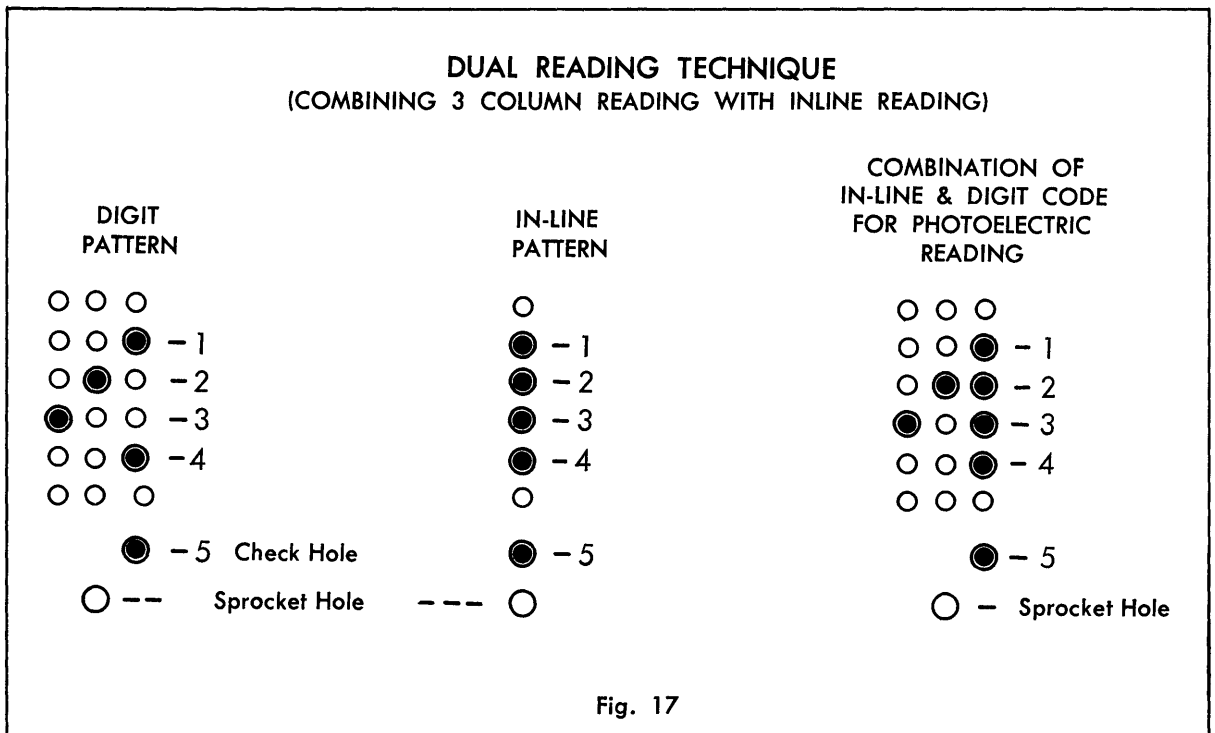 DUAL READING TECHNIQUE
(COMBINING 3 COLUMN READING WITH INLINE READING)
DIGIT
PATTERN
-1
-2
-3
-4
-5 Check Hole
-- Sprocket Hole ---
IN-LINE
PATTERN
-1
-2
-3
-4
-5
COMBINATION OF
IN-LINE & DIGIT CODE
FOR PHOTOELECTRIC
READING
- 1
- 2
- 3
- 4
- 5
- Sprocket Hole
Fig. 17